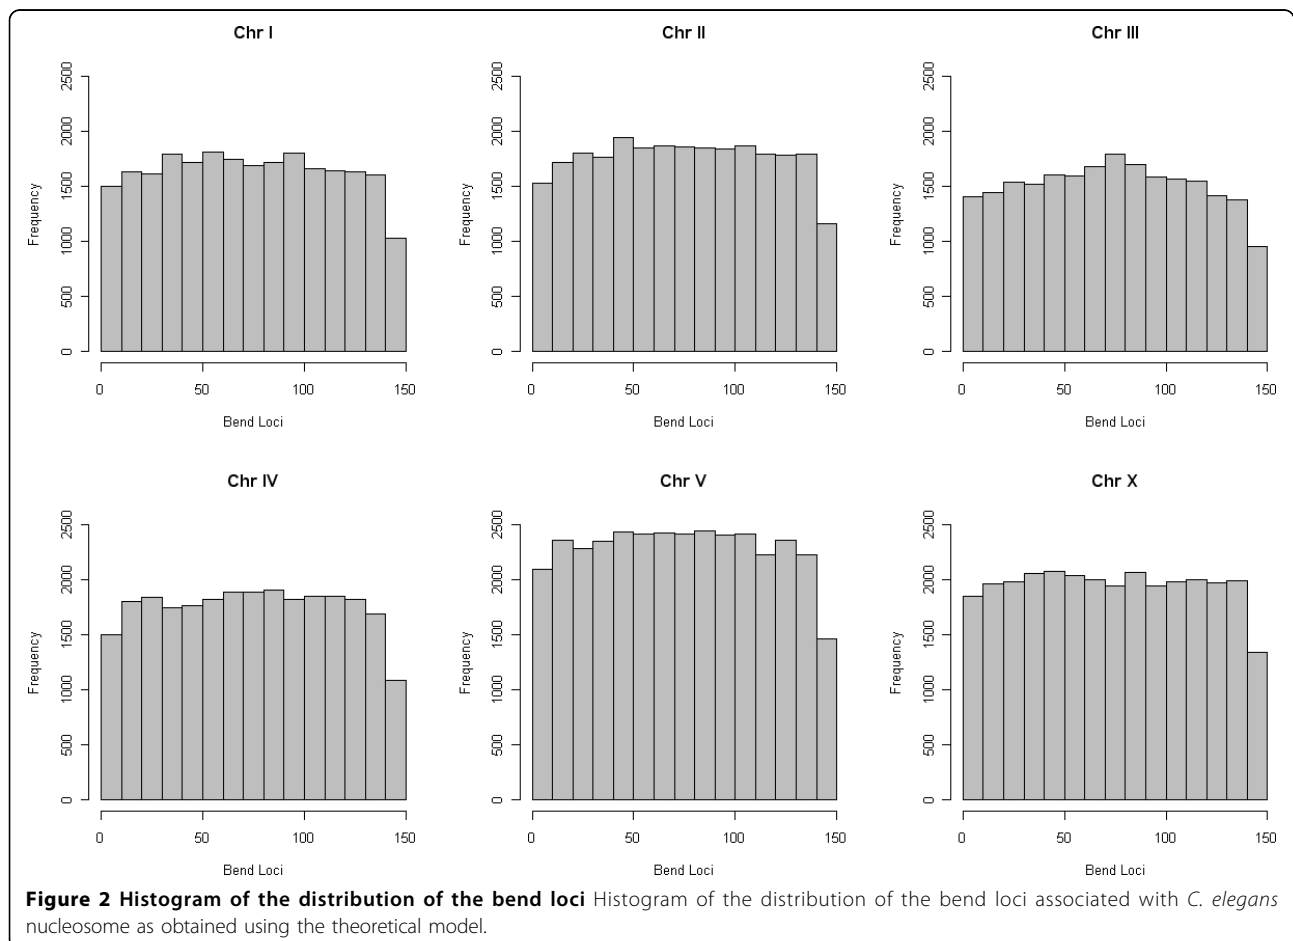 Chr I
Chr II
Chr III
Frequency
0 500 1000 1500 2000 2500
0 50 100 150
Bend Loci
Frequency
0 500 1000 1500 2000 2500
0 50 100 150
Bend Loci
Frequency
0 500 1000 1500 2000 2500
0 50 100 150
Bend Loci
Chr IV
Chr V
Chr X
Frequency
0 500 1000 1500 2000 2500
0 50 100 150
Bend Loci
Frequency
0 500 1000 1500 2000 2500
0 50 100 150
Bend Loci
Frequency
0 500 1000 1500 2000 2500
0 50 100 150
Bend Loci
Figure 2 Histogram of the distribution of the bend loci Histogram of the distribution of the bend loci associated with C. elegans
nucleosome as obtained using the theoretical model.